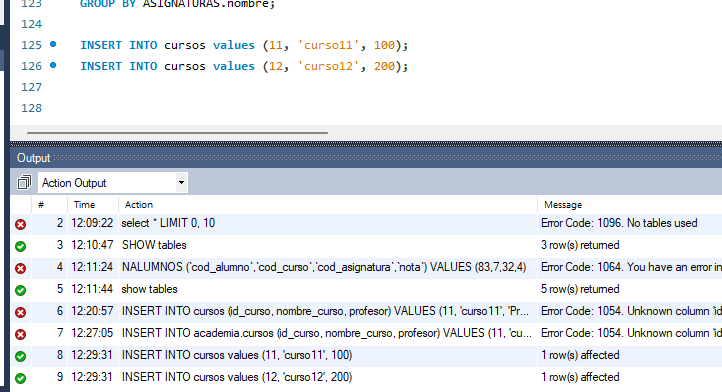 123 GROUP BY ASIGNATURAS.nombre;
124
125 INSERT INTO cursos values (11, 'curso11', 100);
126 INSERT INTO cursos values (12, 'curso12', 200);
127
128
Output
Action Output
# Time Action Message
2 12:09:22 select * LIMIT 0, 10 Error Code: 1096. No tables used
3 12:10:47 SHOW tables 3 row(s) returned
4 12:11:24 NALUMNOS (`cod_alumno`,`cod_curso`,`cod_asignatura`,`nota`) VALUES (83,7,32,4) Error Code: 1064. You have an error in
5 12:11:44 show tables 5 row(s) returned
6 12:20:57 INSERT INTO cursos (id_curso, nombre_curso, profesor) VALUES (11, 'curso11', 'Pr... Error Code: 1054. Unknown column 'id
7 12:27:05 INSERT INTO academia.cursos (id_curso, nombre_curso, profesor) VALUES (11, 'cu... Error Code: 1054. Unknown column 'id
8 12:29:31 INSERT INTO cursos values (11, 'curso11', 100) 1 row(s) affected
9 12:29:31 INSERT INTO cursos values (12, 'curso12', 200) 1 row(s) affected